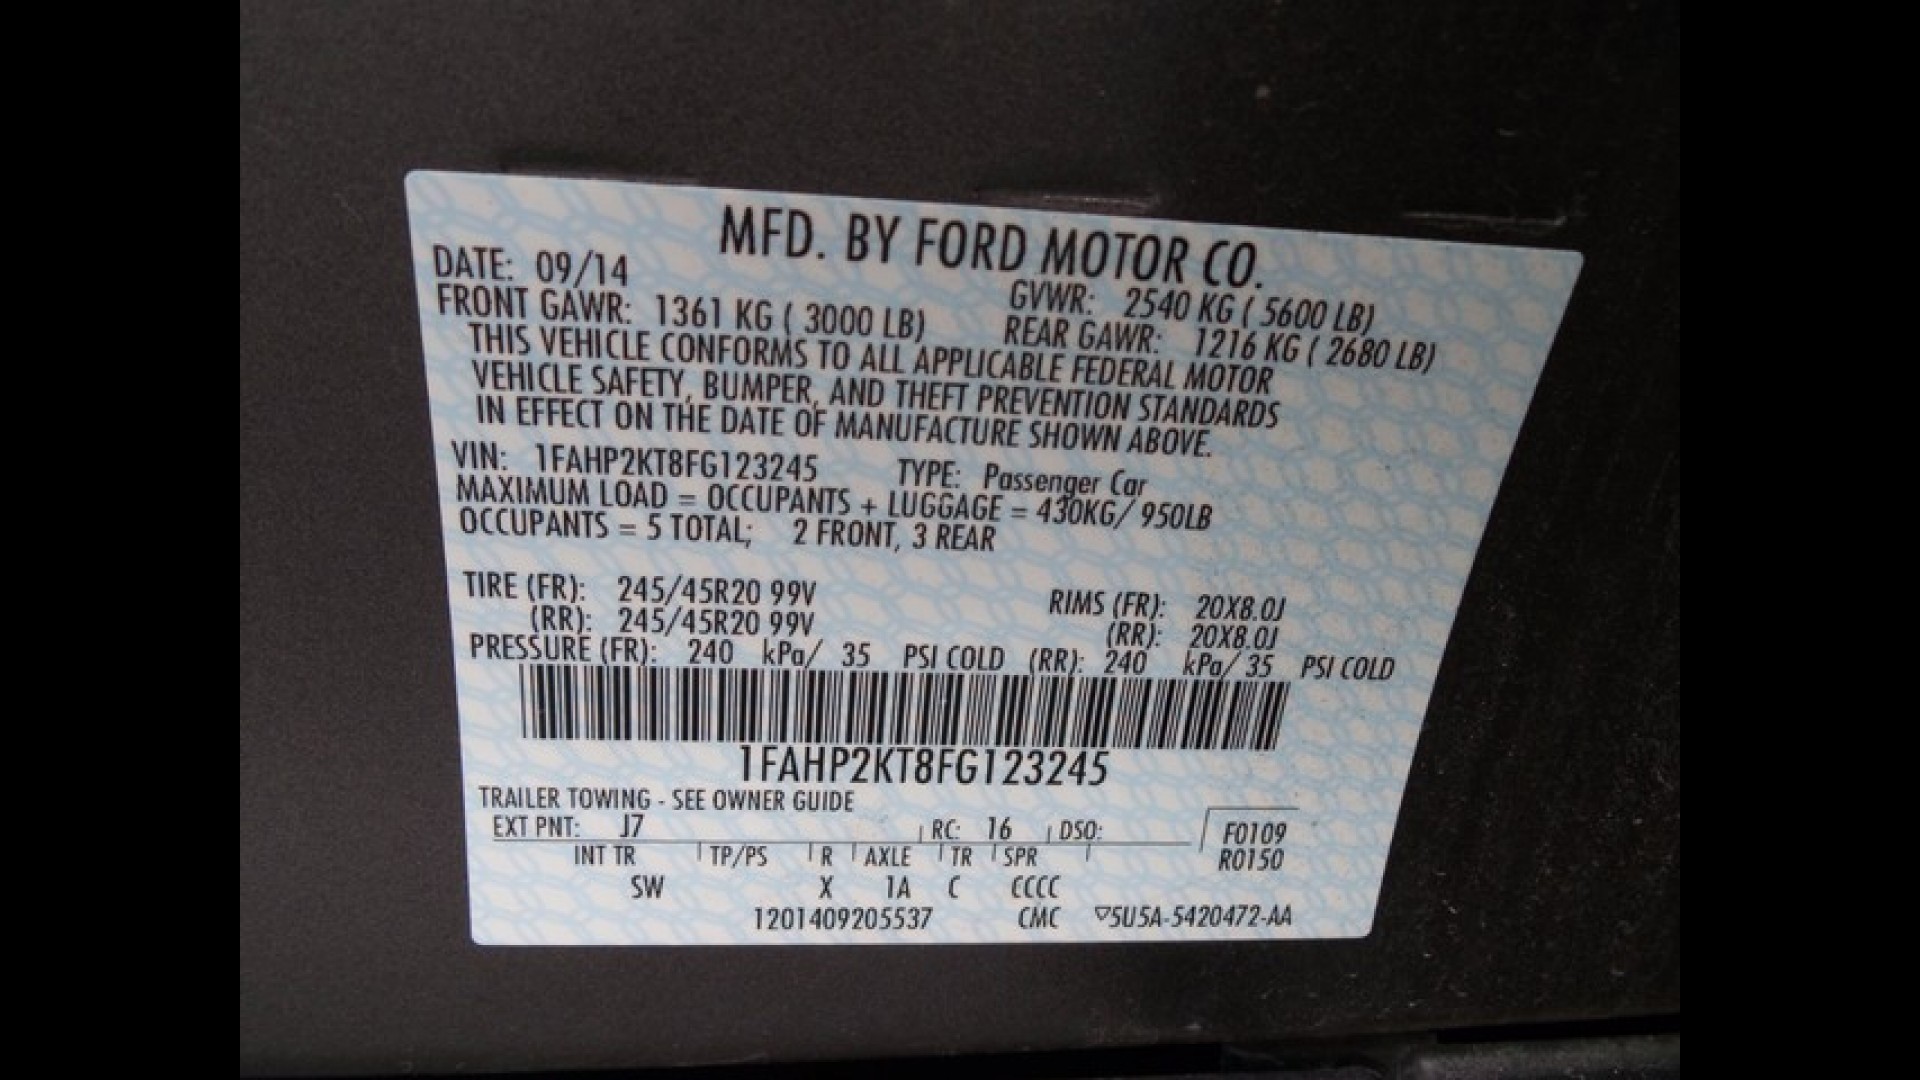 MFD. BY FORD MOTOR CO.
DATE: 09/14 GVWR: 2540 KG ( 5600 LB)
FRONT GAWR: 1361 KG ( 3000 LB) REAR GAWR: 1216 KG ( 2680 LB)
THIS VEHICLE CONFORMS TO ALL APPLICABLE FEDERAL MOTOR
VEHICLE SAFETY, BUMPER, AND THEFT PREVENTION STANDARDS
IN EFFECT ON THE DATE OF MANUFACTURE SHOWN ABOVE.
VIN: 1FAHP2KT8FG123245 TYPE: Passenger Car
MAXIMUM LOAD = OCCUPANTS + LUGGAGE = 430KG/ 950LB
OCCUPANTS = 5 TOTAL; 2 FRONT, 3 REAR
TIRE (FR): 245/45R20 99V RIMS (FR): 20X8.0J
(RR): 245/45R20 99V (RR): 20X8.0J
PRESSURE (FR): 240 kPa/ 35 PSI COLD (RR): 240 kPa/ 35 PSI COLD
1FAHP2KT8FG123245
TRAILER TOWING - SEE OWNER GUIDE
EXT PNT: J7 RC: 16 DSO: F0109
INT TR TP/PS R AXLE TR SPR R0150
SW X 1A C CCCC
1201409205537 CMC ▽5U5A-5420472-AA